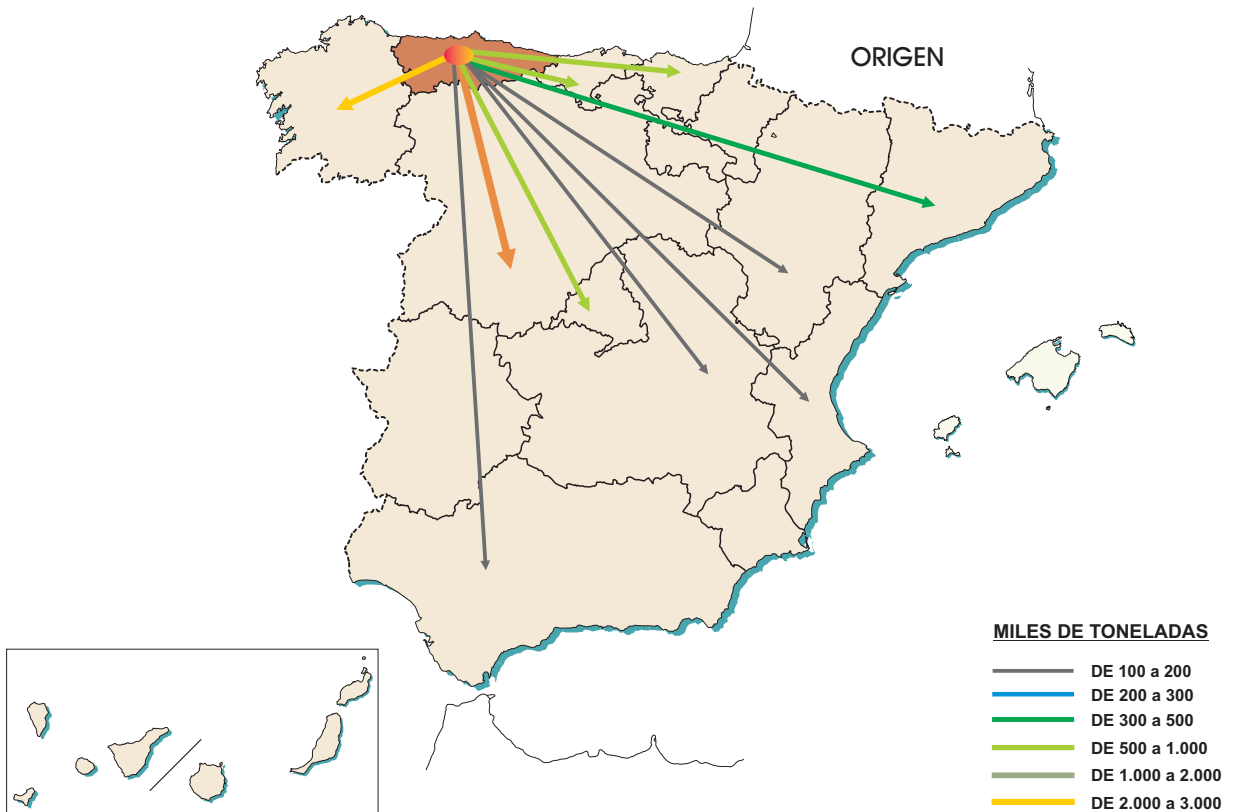 ORIGEN
MILES DE TONELADAS
DE 100 a 200
DE 200 a 300
DE 300 a 500
DE 500 a 1.000
DE 1.000 a 2.000
DE 2.000 a 3.000